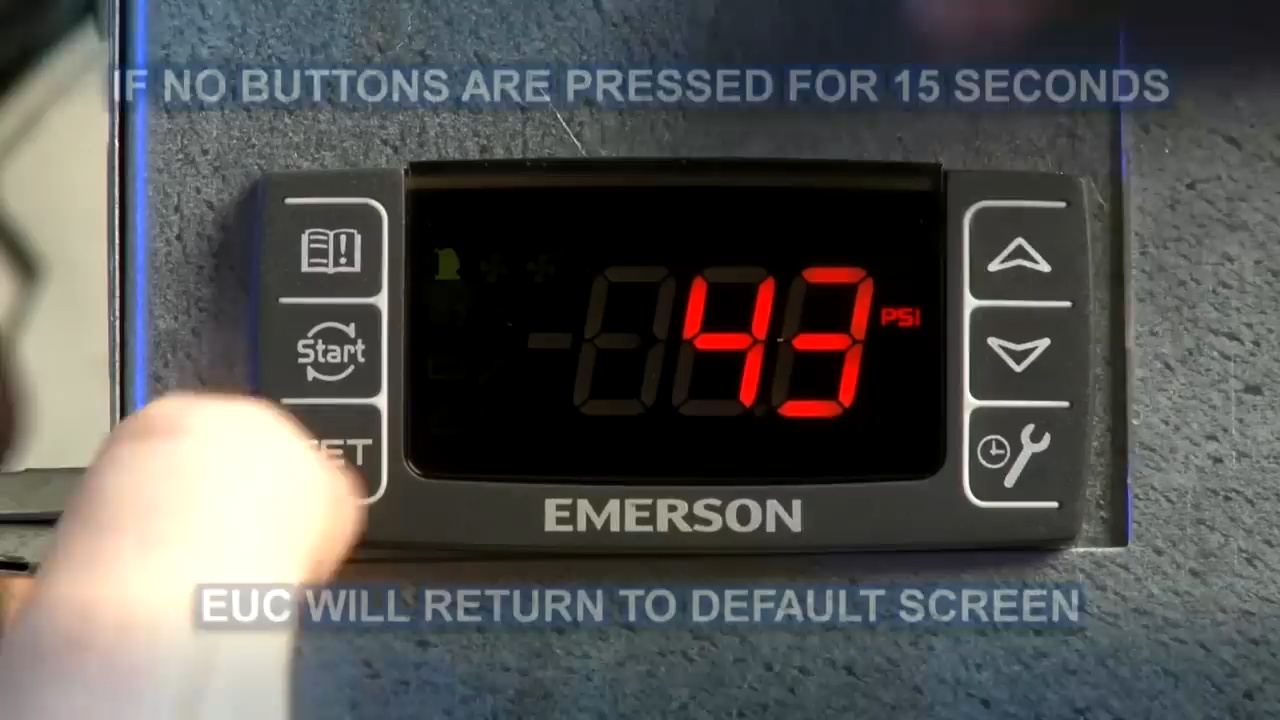 IF NO BUTTONS ARE PRESSED FOR 15 SECONDS
Start
SET
43 PSI
EMERSON
EUC WILL RETURN TO DEFAULT SCREEN